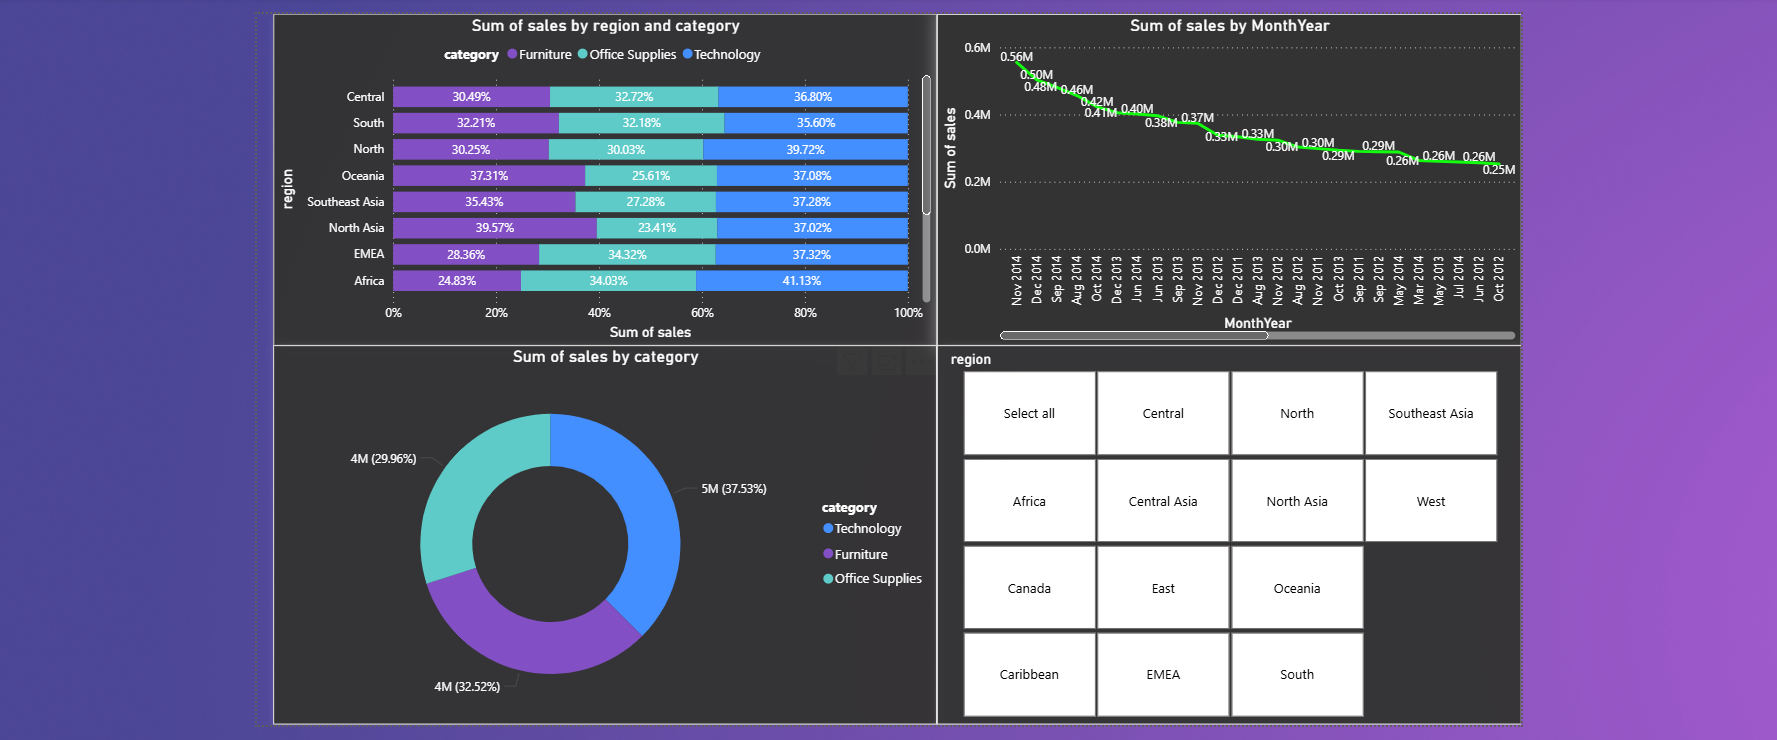 Sum of sales by region and category
category Furniture Office Supplies Technology
region
Central 30.49% 32.72% 36.80%
South 32.21% 32.18% 35.60%
North 30.25% 30.03% 39.72%
Oceania 37.31% 25.61% 37.08%
Southeast Asia 35.43% 27.28% 37.28%
North Asia 39.57% 23.41% 37.02%
EMEA 28.36% 34.32% 37.32%
Africa 24.83% 34.03% 41.13%
0% 20% 40% 60% 80% 100%
Sum of sales
Sum of sales by MonthYear
Sum of sales
0.6M
0.4M
0.2M
0.0M
0.56M
0.50M
0.48M
0.46M
0.42M
0.41M
0.40M
0.38M
0.37M
0.33M
0.33M
0.30M
0.30M
0.29M
0.29M
0.26M
0.26M
0.26M
0.25M
Nov 2014
Dec 2014
Sep 2014
Aug 2014
Oct 2014
Dec 2013
Jun 2014
Jun 2013
Sep 2013
Nov 2013
Dec 2012
Dec 2011
Aug 2013
Nov 2012
Aug 2012
Nov 2011
Oct 2013
Sep 2011
Sep 2012
May 2014
Mar 2014
May 2013
Jul 2014
Jun 2012
Oct 2012
MonthYear
Sum of sales by category
4M (29.96%)
5M (37.53%)
4M (32.52%)
category
Technology
Furniture
Office Supplies
region
Select all Central North Southeast Asia
Africa Central Asia North Asia West
Canada East Oceania
Caribbean EMEA South